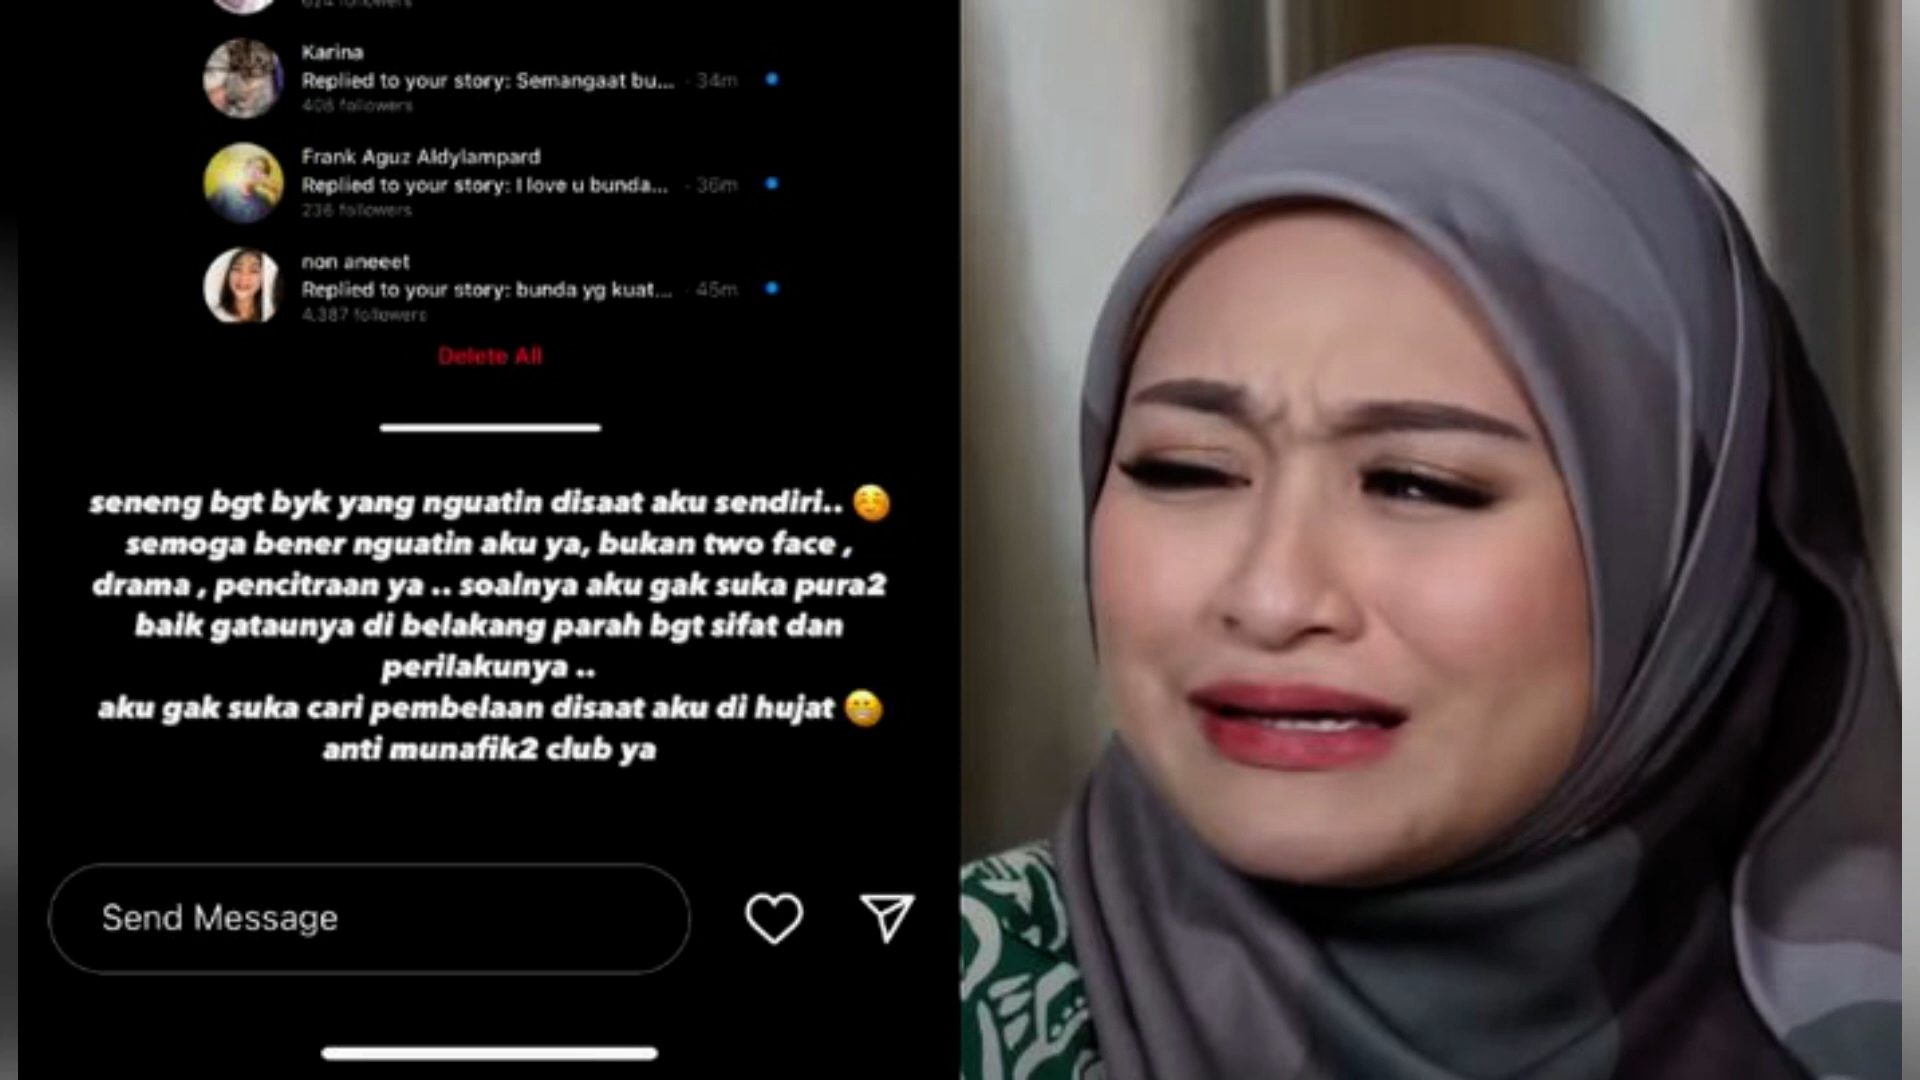 624 followers
Karina
Replied to your story: Semangaat bu... · 34m
408 followers
Frank Aguz Aldylampard
Replied to your story: I love u bunda... · 36m
236 followers
non aneeet
Replied to your story: bunda yg kuat... · 45m
4,387 followers
Delete All
seneng bgt byk yang nguatin disaat aku sendiri.. ☺️
semoga bener nguatin aku ya, bukan two face ,
drama , pencitraan ya .. soalnya aku gak suka pura2
baik gataunya di belakang parah bgt sifat dan
perilakunya ..
aku gak suka cari pembelaan disaat aku di hujat 😬
anti munafik2 club ya
Send Message